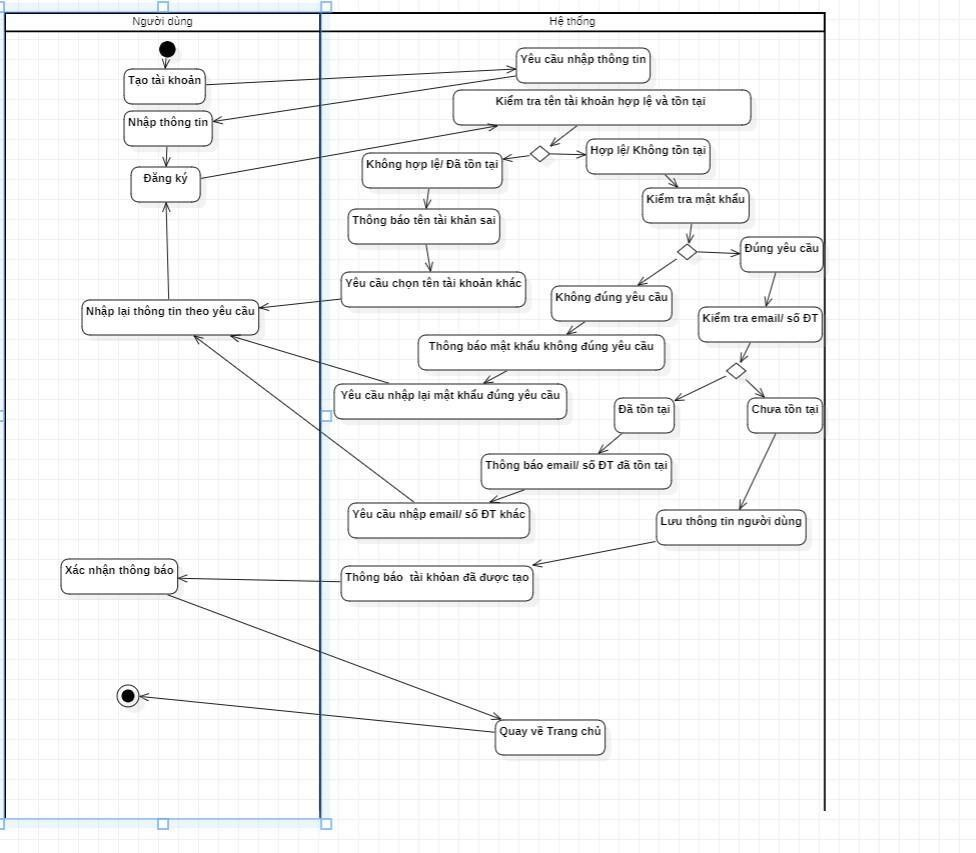 Người dùng
Hệ thống
Yêu cầu nhập thông tin
Tạo tài khoản
Kiểm tra tên tài khoản hợp lệ và tồn tại
Nhập thông tin
Hợp lệ/ Không tồn tại
Không hợp lệ/ Đã tồn tại
Đăng ký
Kiểm tra mật khẩu
Thông báo tên tài khăn sai
Đúng yêu cầu
Yêu cầu chọn tên tài khoản khác
Không đúng yêu cầu
Nhập lại thông tin theo yêu cầu
Kiểm tra email/ số ĐT
Thông báo mật khẩu không đúng yêu cầu
Yêu cầu nhập lại mật khẩu đúng yêu cầu
Đã tồn tại
Chưa tồn tại
Thông báo email/ số ĐT đã tồn tại
Yêu cầu nhập email/ số ĐT khác
Lưu thông tin người dùng
Xác nhận thông báo
Thông báo  tài khỏan đã được tạo
Quay về Trang chủ